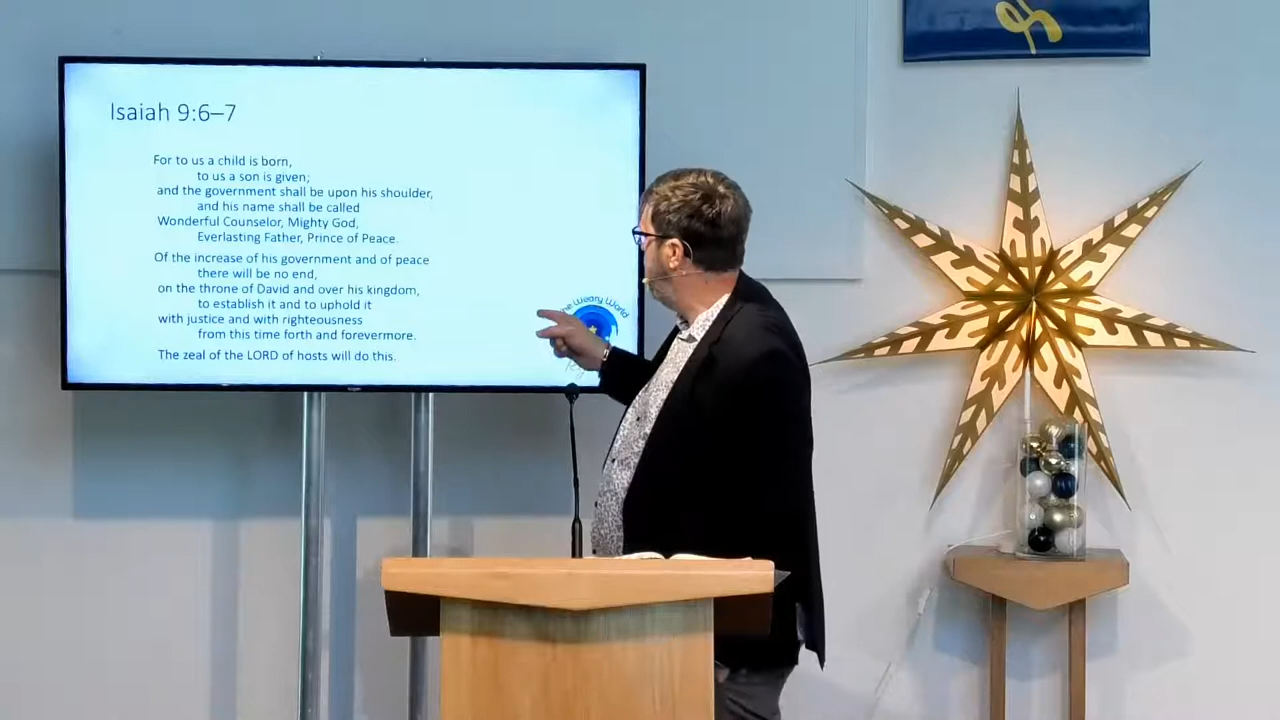 Isaiah 9:6–7
For to us a child is born,
to us a son is given;
and the government shall be upon his shoulder,
and his name shall be called
Wonderful Counselor, Mighty God,
Everlasting Father, Prince of Peace.
Of the increase of his government and of peace
there will be no end,
on the throne of David and over his kingdom,
to establish it and to uphold it
with justice and with righteousness
from this time forth and forevermore.
The zeal of the LORD of hosts will do this.
Weary World